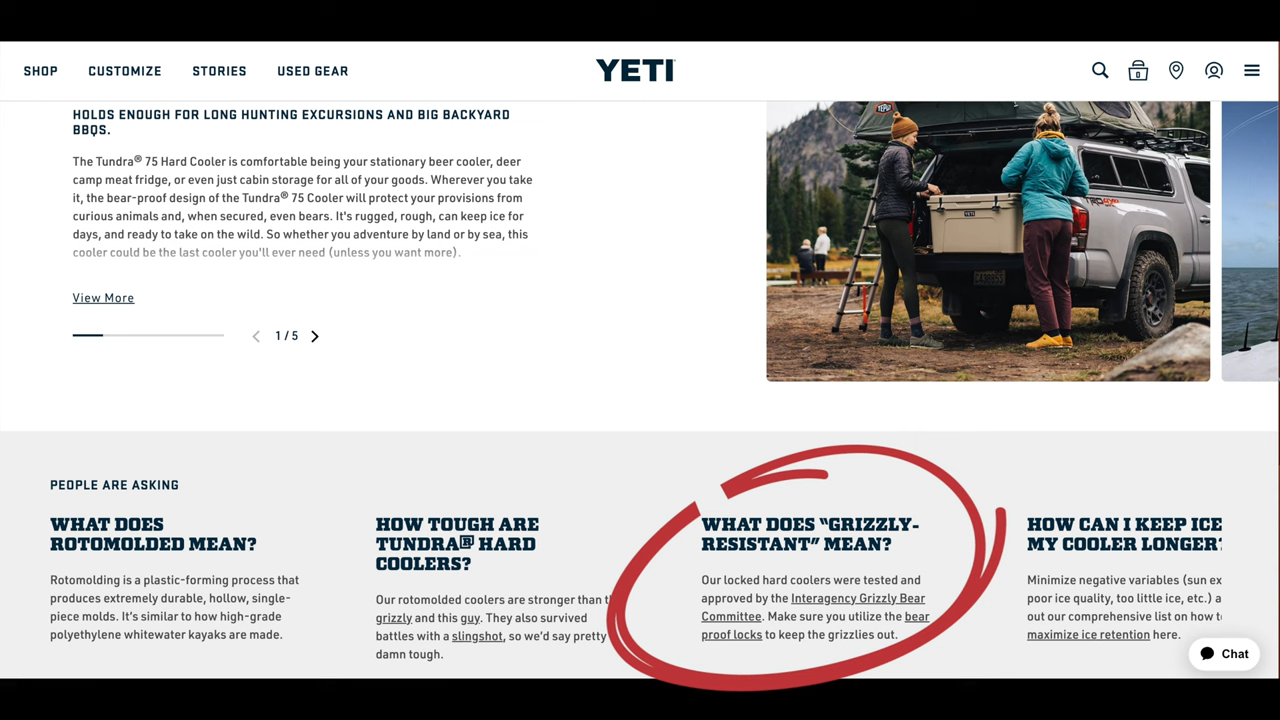 SHOP CUSTOMIZE STORIES USED GEAR
YETI
0
HOLDS ENOUGH FOR LONG HUNTING EXCURSIONS AND BIG BACKYARD
BBQS.
The Tundra® 75 Hard Cooler is comfortable being your stationary beer cooler, deer
camp meat fridge, or even just cabin storage for all of your goods. Wherever you take
it, the bear-proof design of the Tundra® 75 Cooler will protect your provisions from
curious animals and, when secured, even bears. It's rugged, rough, can keep ice for
days, and ready to take on the wild. So whether you adventure by land or by sea, this
cooler could be the last cooler you'll ever need (unless you want more).
View More
1 / 5
YETI
TRD
PEOPLE ARE ASKING
WHAT DOES
ROTOMOLDED MEAN?
Rotomolding is a plastic-forming process that
produces extremely durable, hollow, single-
piece molds. It's similar to how high-grade
polyethylene whitewater kayaks are made.
HOW TOUGH ARE
TUNDRA® HARD
COOLERS?
Our rotomolded coolers are stronger than t
grizzly and this guy. They also survived
battles with a slingshot, so we'd say pretty
damn tough.
WHAT DOES “GRIZZLY-
RESISTANT” MEAN?
Our locked hard coolers were tested and
approved by the Interagency Grizzly Bear
Committee. Make sure you utilize the bear
proof locks to keep the grizzlies out.
HOW CAN I KEEP ICE
MY COOLER LONGER?
Minimize negative variables (sun ex
poor ice quality, too little ice, etc.) a
out our comprehensive list on how t
maximize ice retention here.
Chat